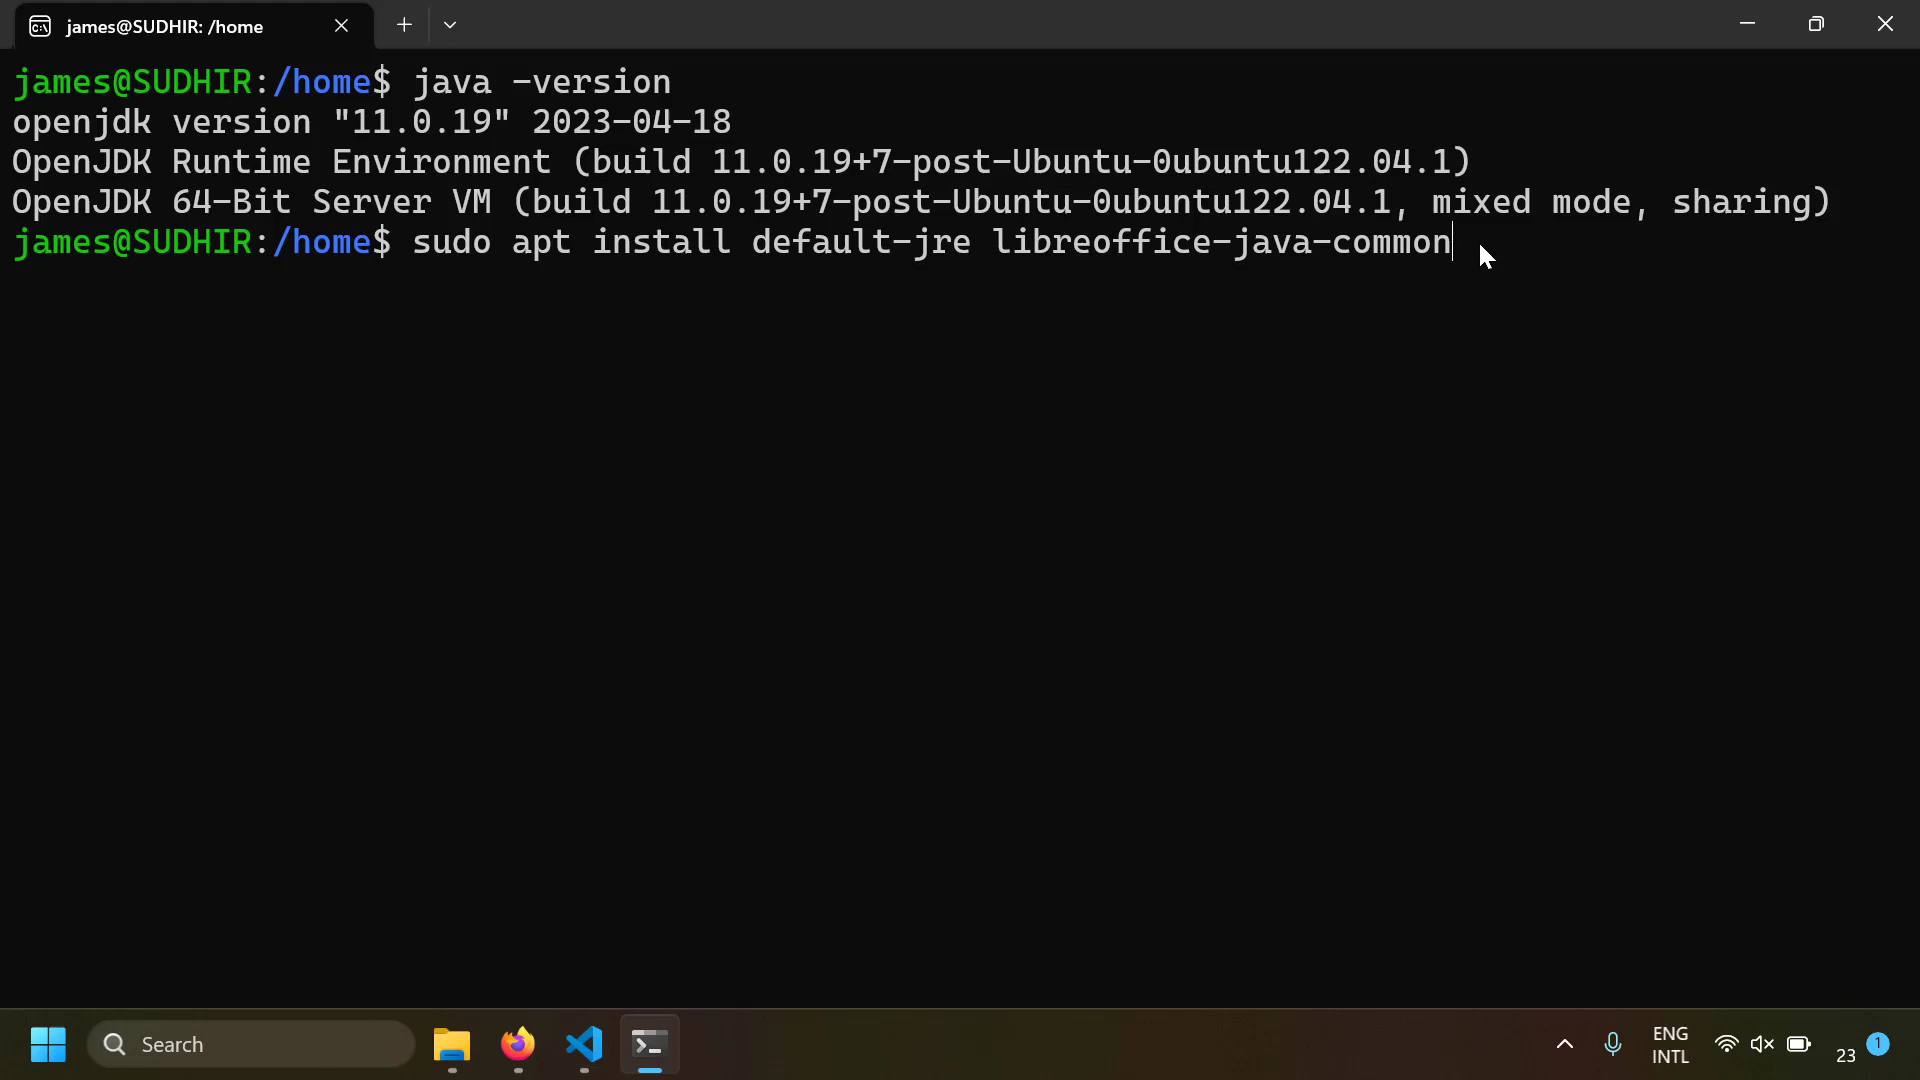 james@SUDHIR: /home
james@SUDHIR:/home$ java -version
openjdk version "11.0.19" 2023-04-18
OpenJDK Runtime Environment (build 11.0.19+7-post-Ubuntu-0ubuntu122.04.1)
OpenJDK 64-Bit Server VM (build 11.0.19+7-post-Ubuntu-0ubuntu122.04.1, mixed mode, sharing)
james@SUDHIR:/home$ sudo apt install default-jre libreoffice-java-common
Search
ENG
INTL
23
1